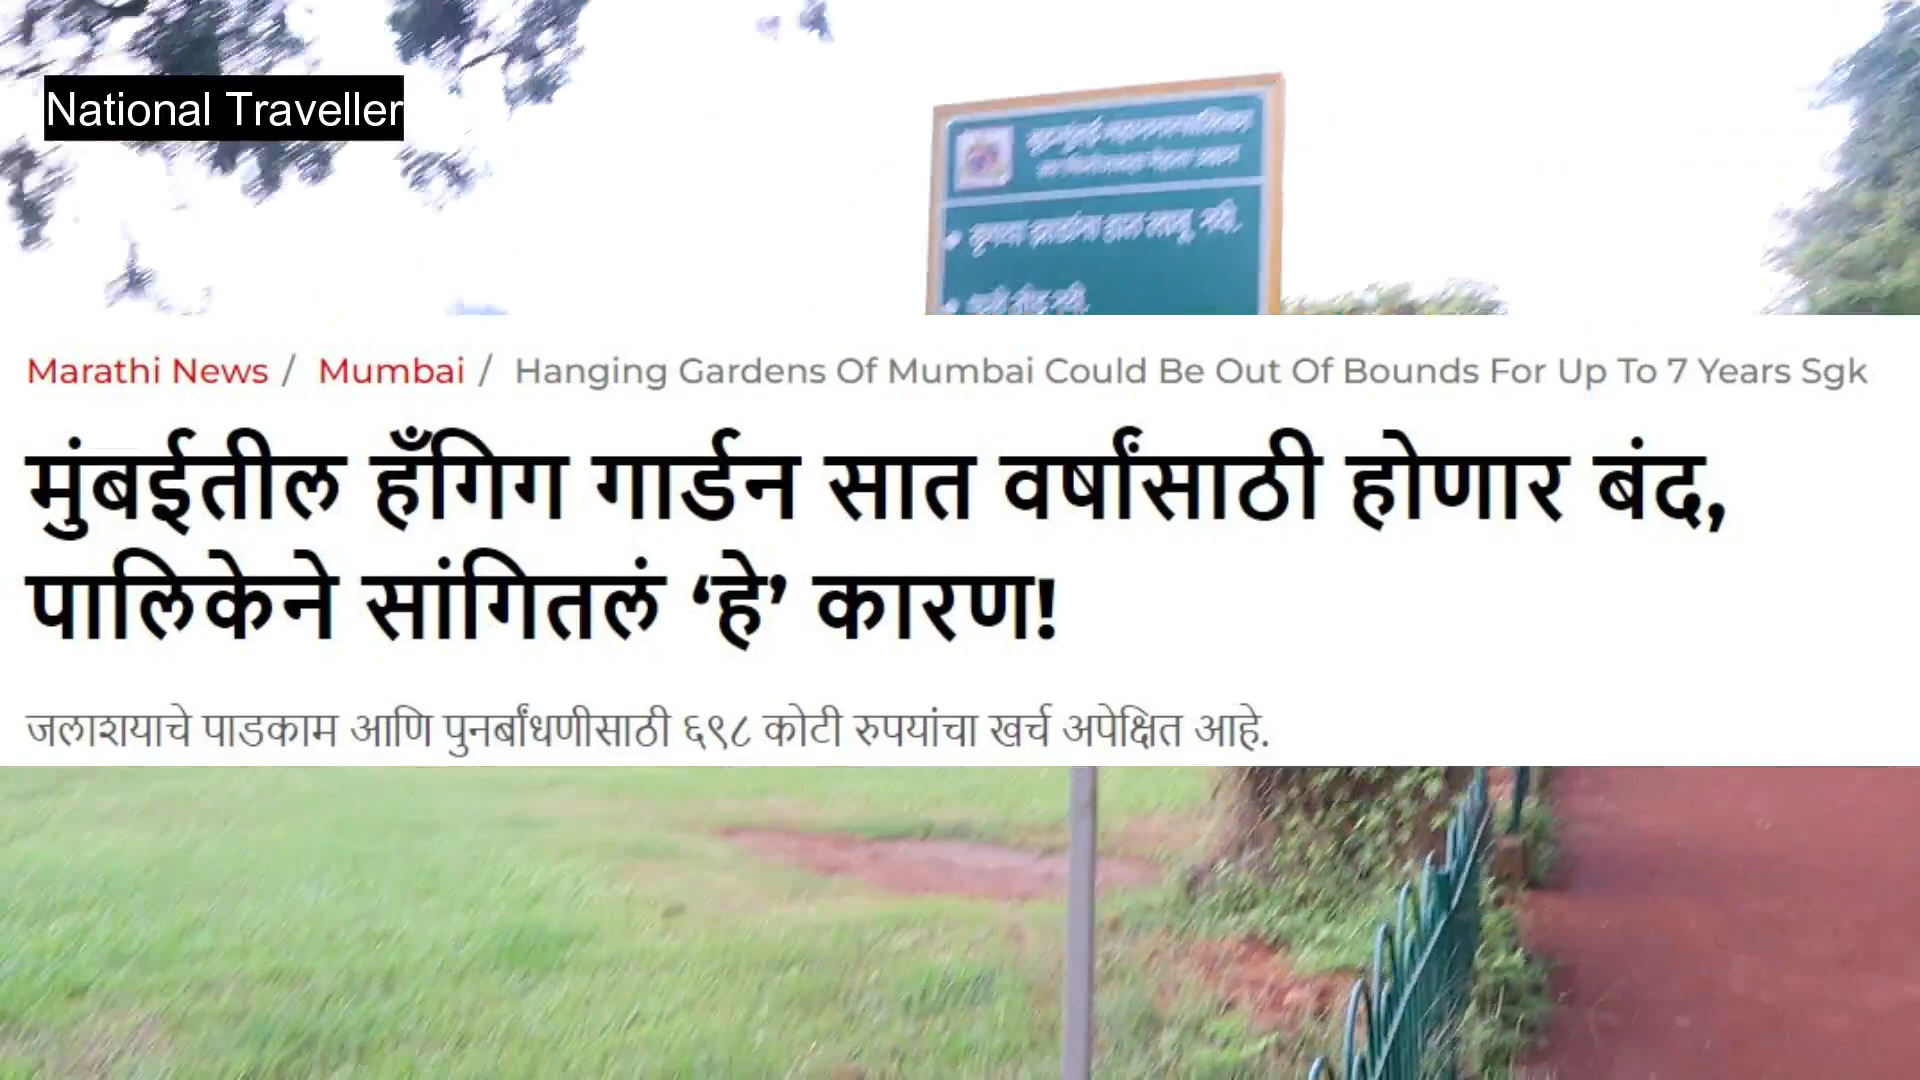 National Traveller
Marathi News / Mumbai / Hanging Gardens Of Mumbai Could Be Out Of Bounds For Up To 7 Years Sgk
मुंबईतील हँगिग गार्डन सात वर्षांसाठी होणार बंद,
पालिकेने सांगितलं ‘हे’ कारण!
जलाशयाचे पाडकाम आणि पुनर्बांधणीसाठी ६९८ कोटी रुपयांचा खर्च अपेक्षित आहे.